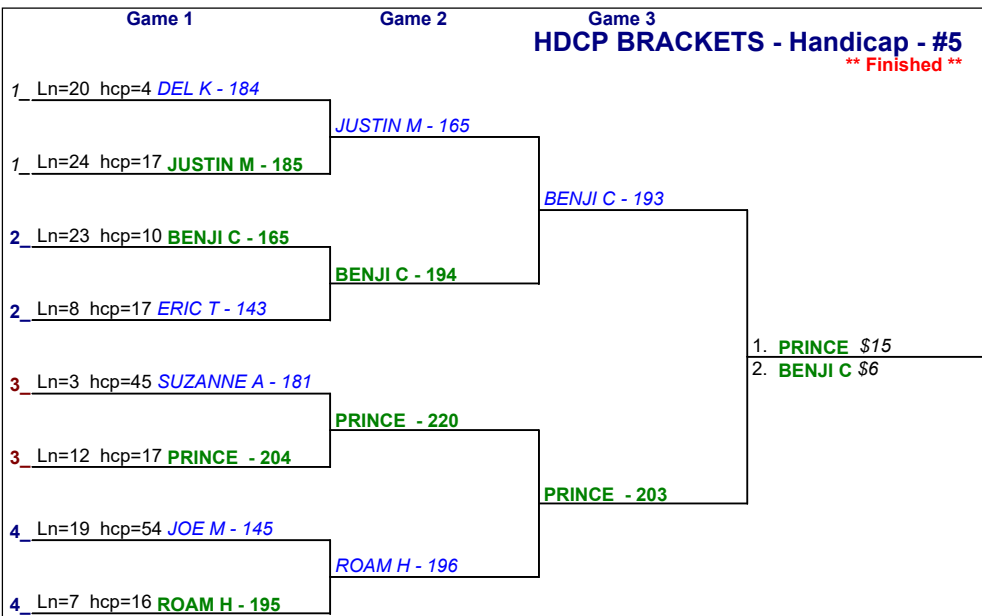 Game 1 Game 2 Game 3
HDCP BRACKETS - Handicap - #5
** Finished **
1_ Ln=20 hcp=4 DEL K - 184
JUSTIN M - 165
1_ Ln=24 hcp=17 JUSTIN M - 185
BENJI C - 193
2_ Ln=23 hcp=10 BENJI C - 165
BENJI C - 194
2_ Ln=8 hcp=17 ERIC T - 143
1. PRINCE $15
2. BENJI C $6
3_ Ln=3 hcp=45 SUZANNE A - 181
PRINCE - 220
3_ Ln=12 hcp=17 PRINCE - 204
PRINCE - 203
4_ Ln=19 hcp=54 JOE M - 145
ROAM H - 196
4_ Ln=7 hcp=16 ROAM H - 195